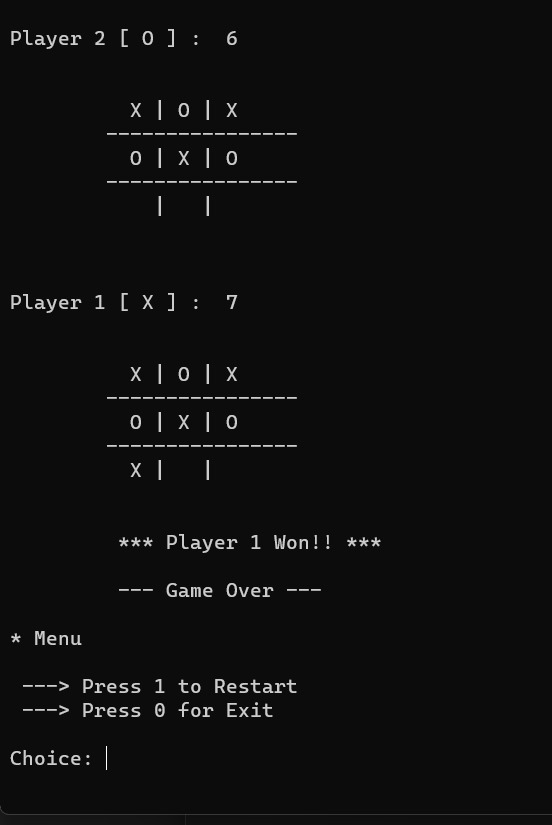 Player 2 [ O ] :  6
X | O | X
----------------
O | X | O
----------------
|   |
Player 1 [ X ] :  7
X | O | X
----------------
O | X | O
----------------
X |   |
*** Player 1 Won!! ***
--- Game Over ---
* Menu
---> Press 1 to Restart
---> Press 0 for Exit
Choice: